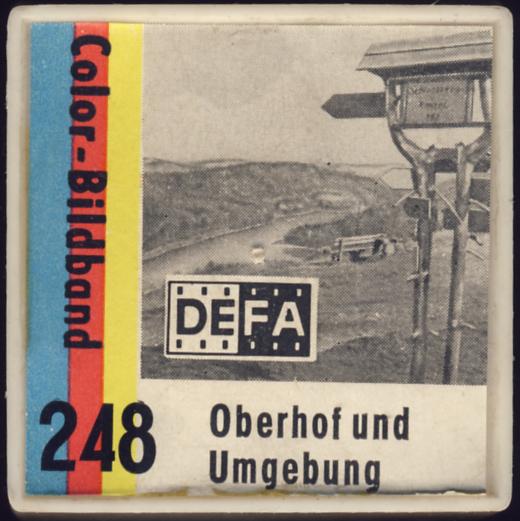 Color-Bildband
DEFA
248
Oberhof und
Umgebung